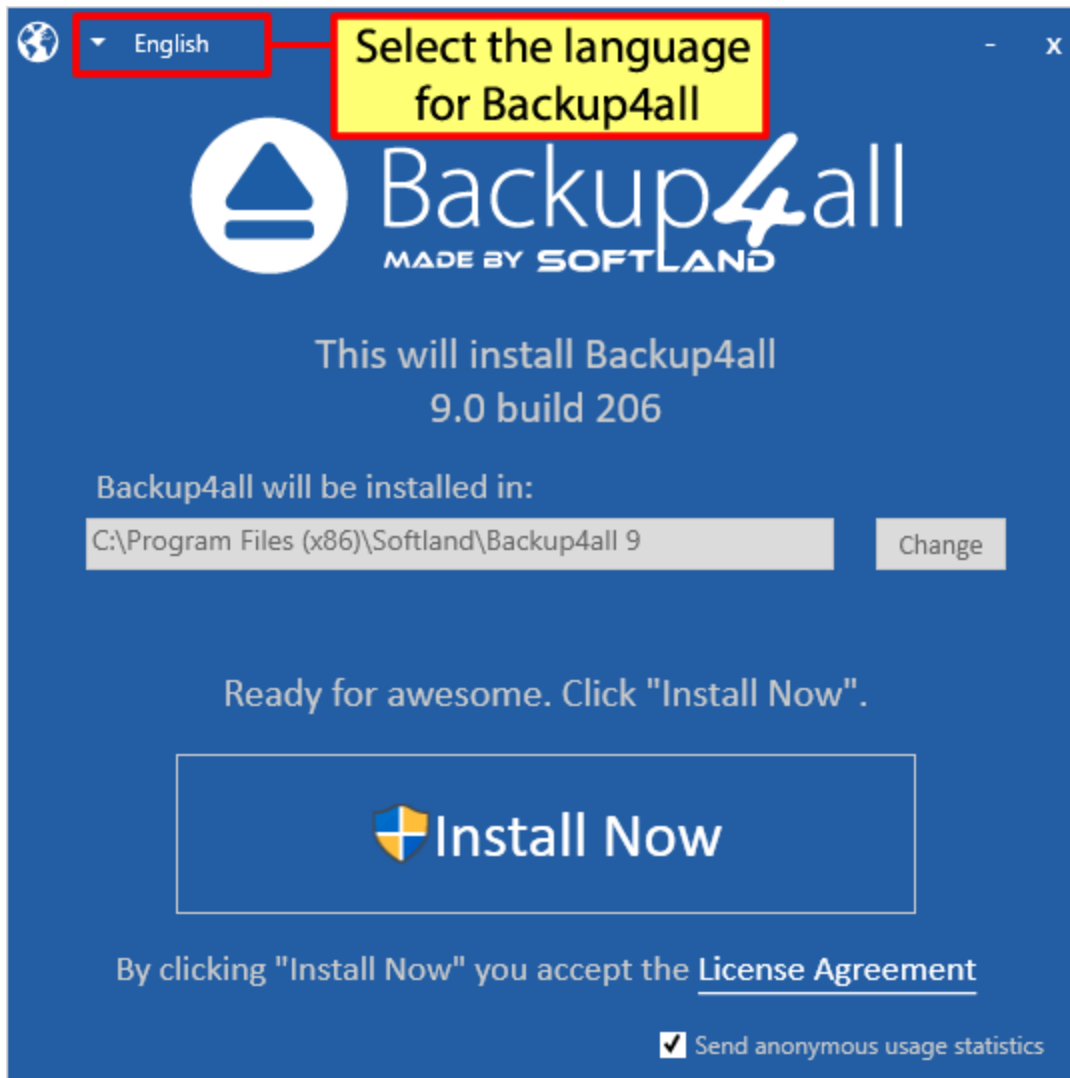 English
Select the language
for Backup4all
- x
Backup4all
MADE BY SOFTLAND
This will install Backup4all
9.0 build 206
Backup4all will be installed in:
C:\Program Files (x86)\Softland\Backup4all 9
Change
Ready for awesome. Click "Install Now".
Install Now
By clicking "Install Now" you accept the License Agreement
Send anonymous usage statistics